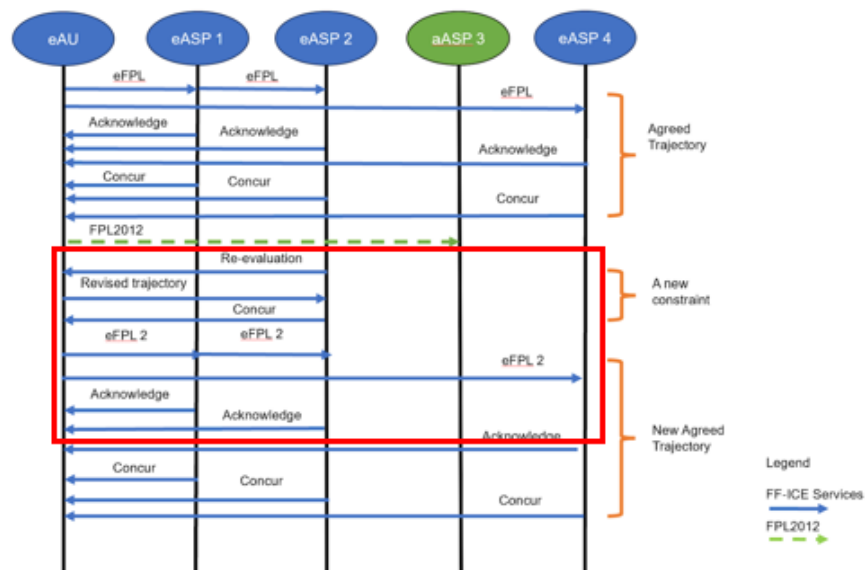 eAU eASP 1 eASP 2 aASP 3 eASP 4
eFPL eFPL
eFPL
Acknowledge
Acknowledge
Acknowledge
Agreed
Trajectory
Concur Concur
Concur
FPL2012
Re-evaluation
Revised trajectory
A new
constraint
Concur
eFPL 2 eFPL 2
eFPL 2
Acknowledge
Acknowledge
Acknowledge
New Agreed
Trajectory
Concur
Concur
Concur
Legend
FF-ICE Services
FPL2012